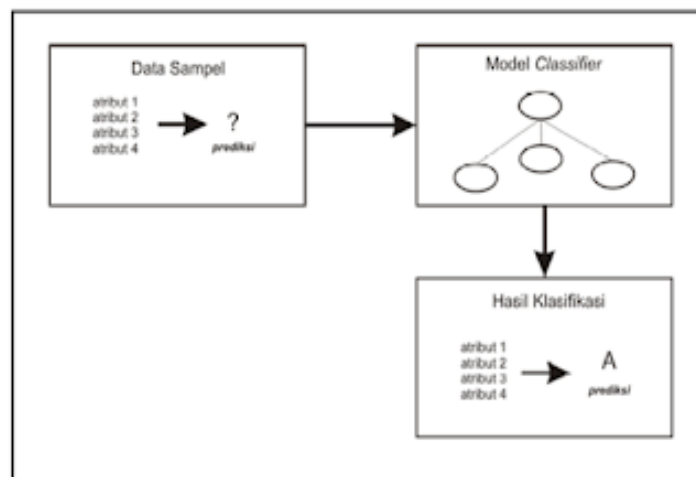 Data Sampel
atribut 1
atribut 2
atribut 3
atribut 4
?
prediksi
Model Classifier
Hasil Klasifikasi
atribut 1
atribut 2
atribut 3
atribut 4
A
prediksi